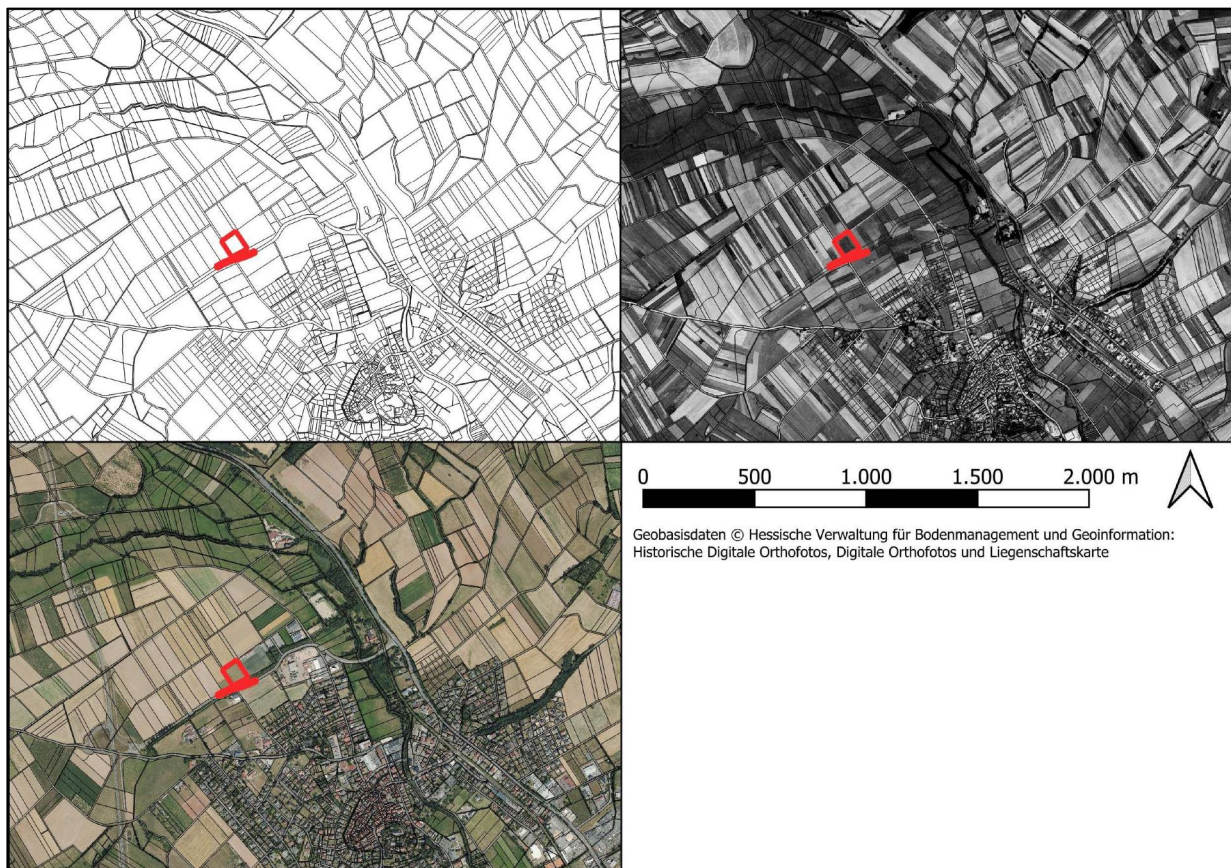 0 500 1.000 1.500 2.000 m
Geobasisdaten © Hessische Verwaltung für Bodenmanagement und Geoinformation:
Historische Digitale Orthofotos, Digitale Orthofotos und Liegenschaftskarte